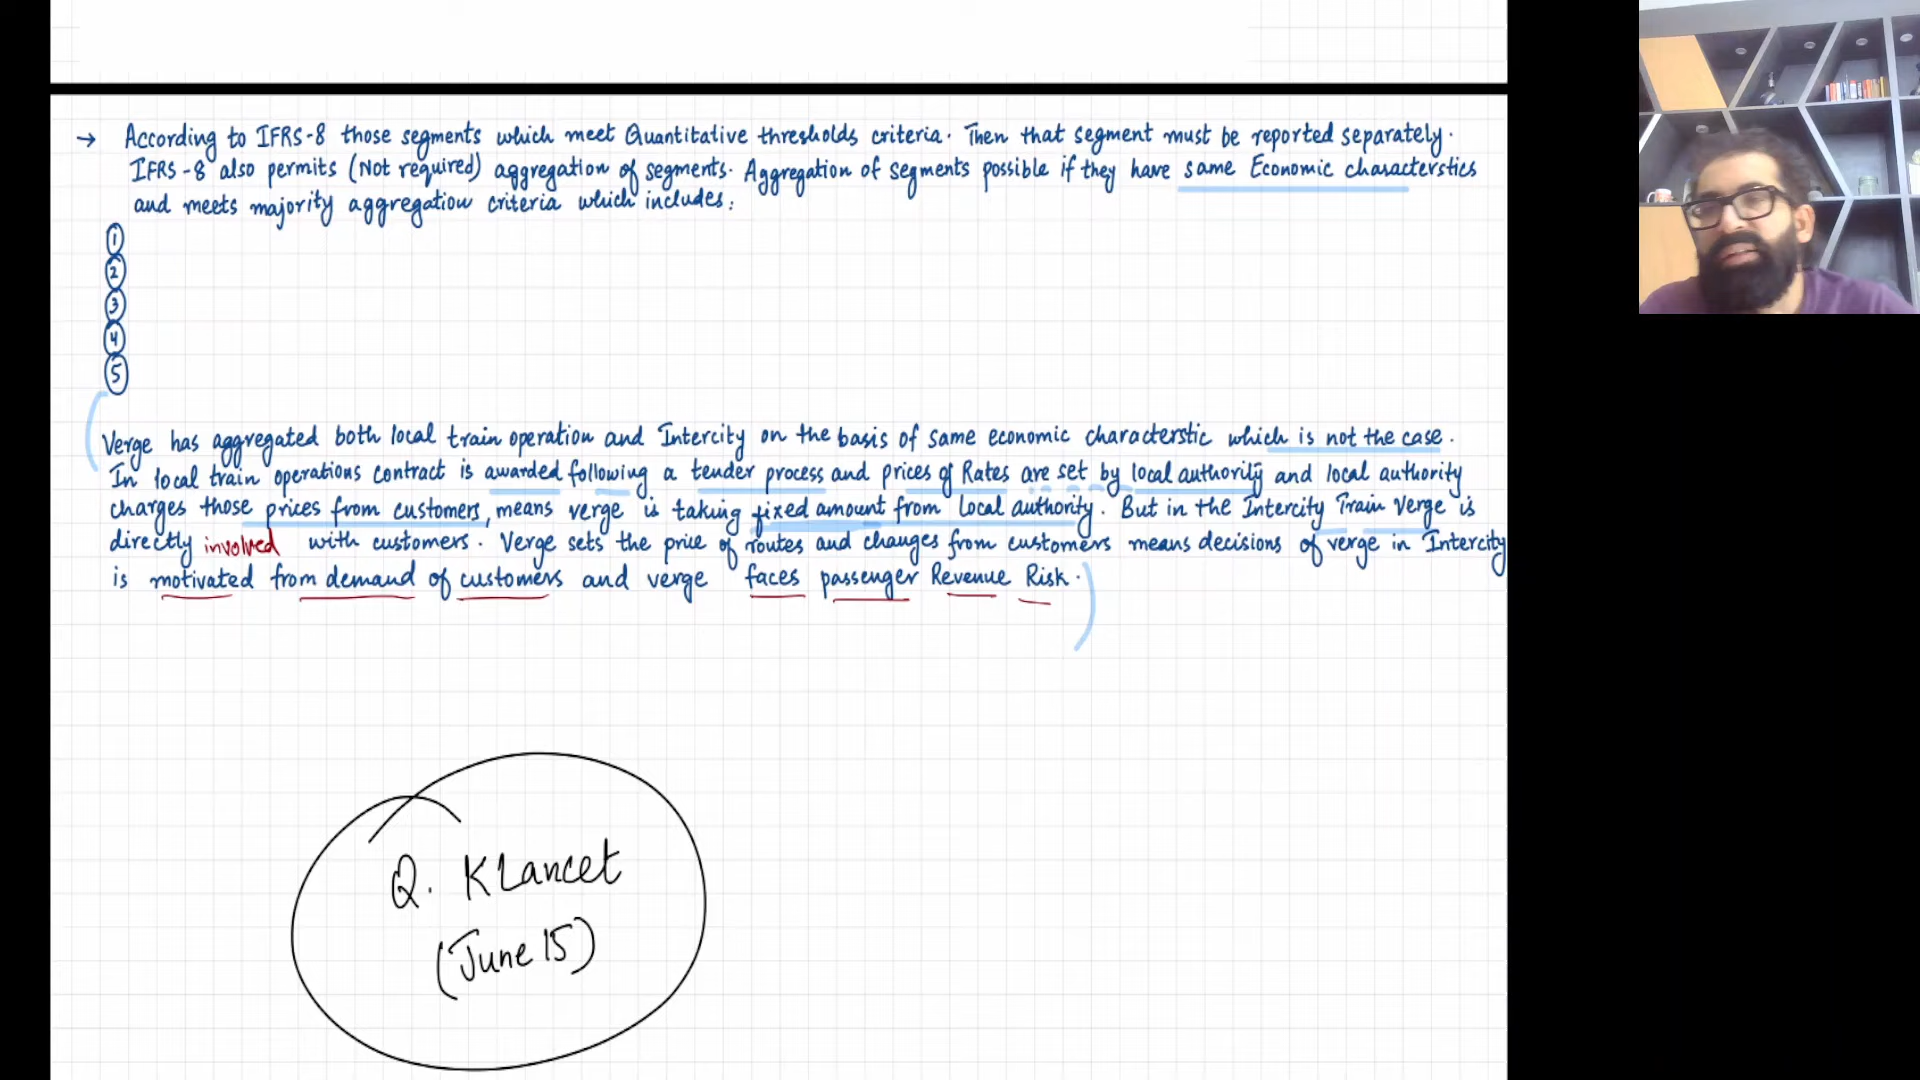 → According to IFRS-8 those segments which meet Quantitative thresholds criteria. Then that segment must be reported separately.
IFRS-8 also permits (Not required) aggregation of segments. Aggregation of segments possible if they have same Economic characterstics
and meets majority aggregation criteria which includes:
1
2
3
4
5
Verge has aggregated both local train operation and Intercity on the basis of same economic characterstic which is not the case.
In local train operations contract is awarded following a tender process and prices of Rates are set by local authority and local authority
charges those prices from customers, means verge is taking fixed amount from Local authority. But in the Intercity Train Verge is
directly involved with customers. Verge sets the price of routes and changes from customers means decisions of verge in Intercity
is motivated from demand of customers and verge faces passenger Revenue Risk.
Q. KLancet
(June 15)